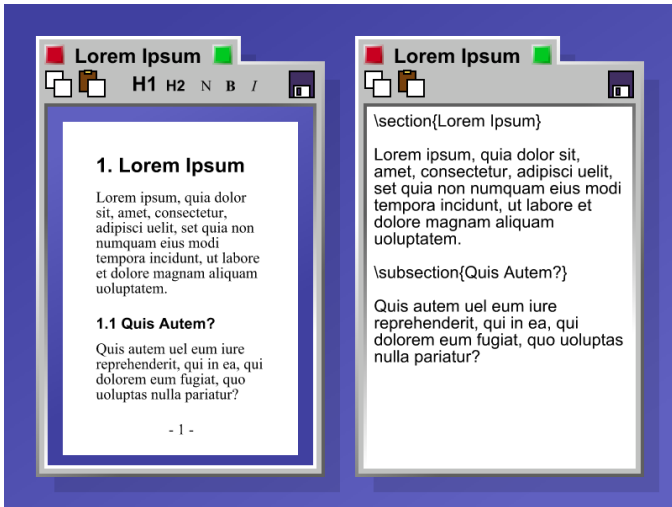 Lorem Ipsum
H1 H2 N B I
1. Lorem Ipsum
Lorem ipsum, quia dolor
sit, amet, consectetur,
adipisci uelit, set quia non
numquam eius modi
tempora incidunt, ut labore
et dolore magnam aliquam
uoluptatem.
1.1 Quis Autem?
Quis autem uel eum iure
reprehenderit, qui in ea, qui
dolorem eum fugiat, quo
uoluptas nulla pariatur?
- 1 -
Lorem Ipsum
\section{Lorem Ipsum}
Lorem ipsum, quia dolor sit,
amet, consectetur, adipisci uelit,
set quia non numquam eius modi
tempora incidunt, ut labore et
dolore magnam aliquam
uoluptatem.
\subsection{Quis Autem?}
Quis autem uel eum iure
reprehenderit, qui in ea, qui
dolorem eum fugiat, quo uoluptas
nulla pariatur?